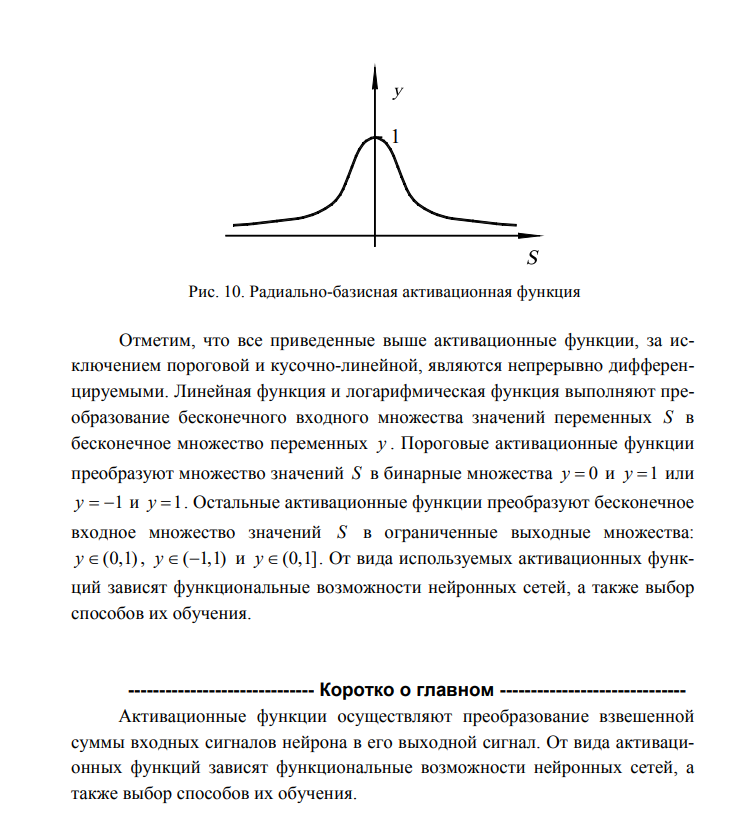 y
1
S
Рис. 10. Радиально-базисная активационная функция
Отметим, что все приведенные выше активационные функции, за ис-
ключением пороговой и кусочно-линейной, являются непрерывно дифферен-
цируемыми. Линейная функция и логарифмическая функция выполняют пре-
образование бесконечного входного множества значений переменных S в
бесконечное множество переменных y . Пороговые активационные функции
преобразуют множество значений S в бинарные множества y = 0 и y = 1 или
y = −1 и y = 1. Остальные активационные функции преобразуют бесконечное
входное множество значений S в ограниченные выходные множества:
y ∈ (0,1), y ∈ (−1,1) и y ∈ (0,1]. От вида используемых активационных функ-
ций зависят функциональные возможности нейронных сетей, а также выбор
способов их обучения.
------------------------------ Коротко о главном ------------------------------
Активационные функции осуществляют преобразование взвешенной
суммы входных сигналов нейрона в его выходной сигнал. От вида активаци-
онных функций зависят функциональные возможности нейронных сетей, а
также выбор способов их обучения.